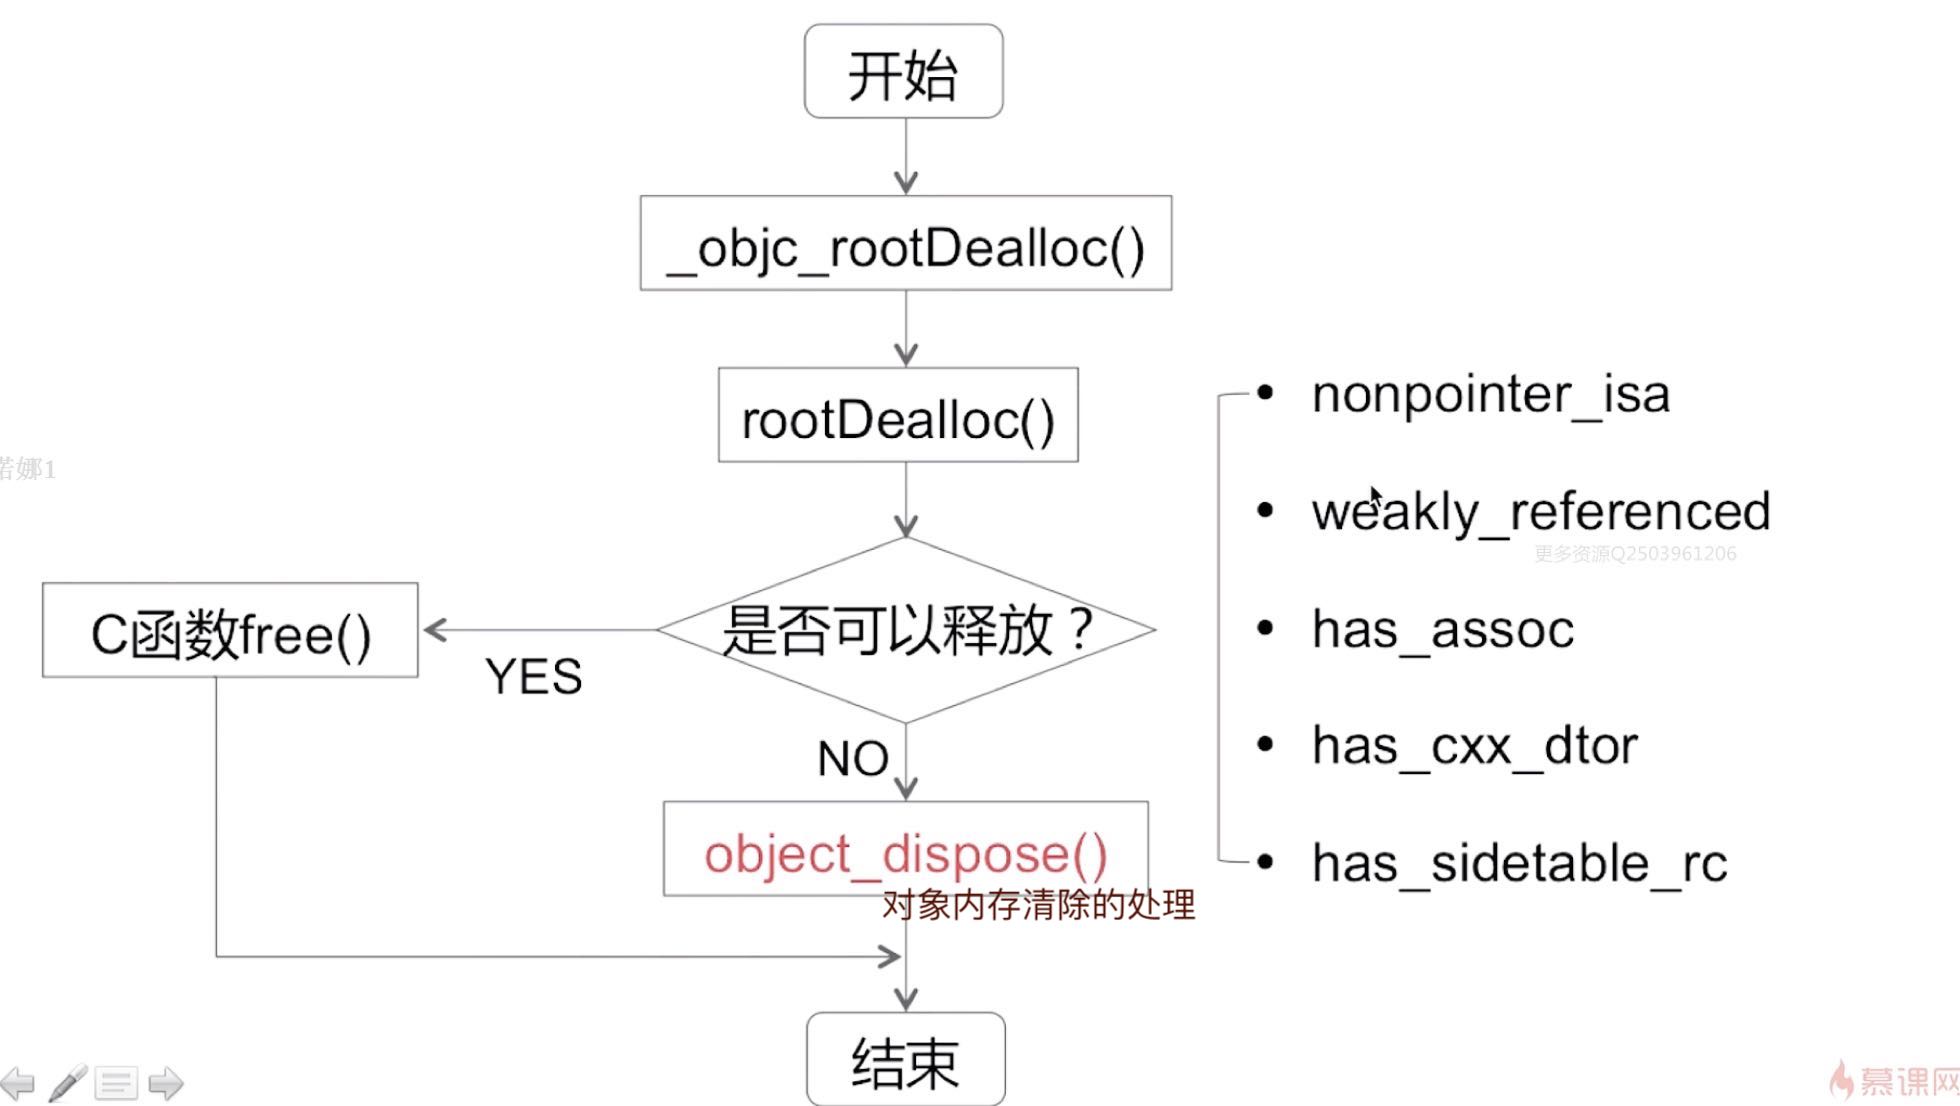 开始
_objc_rootDealloc()
rootDealloc()
是否可以释放？
YES
C函数free()
NO
object_dispose()
对象内存清除的处理
结束
• nonpointer_isa
• weakly_referenced
更多资源Q2503961206
• has_assoc
• has_cxx_dtor
• has_sidetable_rc
娜1
慕课网